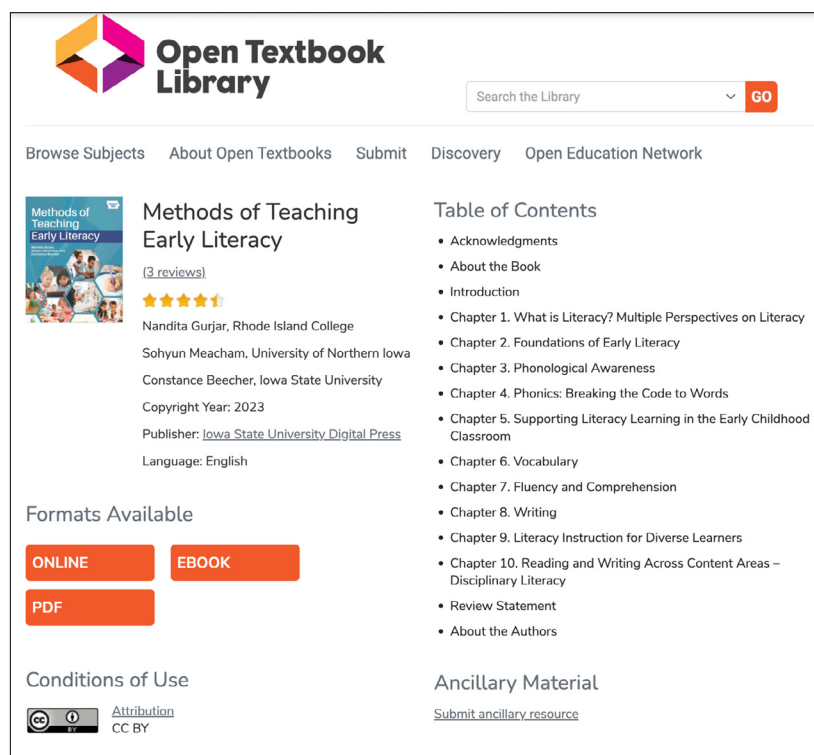 Open Textbook
Library
Search the Library
GO
Browse Subjects
About Open Textbooks
Submit
Discovery
Open Education Network
Methods of
Teaching
Early Literacy
Methods of Teaching
Early Literacy
(3 reviews)
Nandita Gurjar, Rhode Island College
Sohyun Meacham, University of Northern Iowa
Constance Beecher, Iowa State University
Copyright Year: 2023
Publisher: Iowa State University Digital Press
Language: English
Formats Available
ONLINE
EBOOK
PDF
Conditions of Use
cc
BY
Attribution
CC BY
Table of Contents
• Acknowledgments
• About the Book
• Introduction
• Chapter 1. What is Literacy? Multiple Perspectives on Literacy
• Chapter 2. Foundations of Early Literacy
• Chapter 3. Phonological Awareness
• Chapter 4. Phonics: Breaking the Code to Words
• Chapter 5. Supporting Literacy Learning in the Early Childhood
Classroom
• Chapter 6. Vocabulary
• Chapter 7. Fluency and Comprehension
• Chapter 8. Writing
• Chapter 9. Literacy Instruction for Diverse Learners
• Chapter 10. Reading and Writing Across Content Areas –
Disciplinary Literacy
• Review Statement
• About the Authors
Ancillary Material
Submit ancillary resource